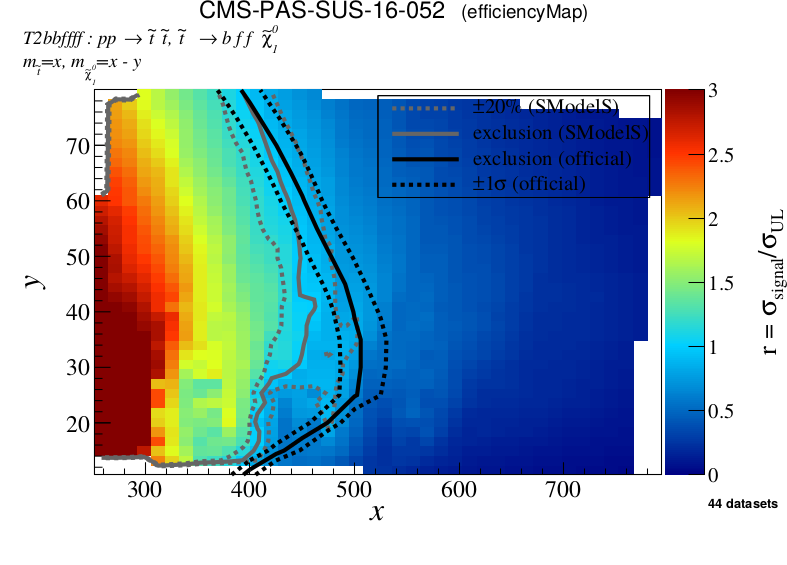 CMS-PAS-SUS-16-052 (efficiencyMap)
T2bbffff : pp → t̃ t̃, t̃ → b f f χ̃⁰₁
m_t̃=x, m_χ̃⁰₁=x - y
±20% (SModelS)
exclusion (SModelS)
exclusion (official)
±1σ (official)
70
60
50
40
30
20
y
300 400 500 600 700
x
3
2.5
2
1.5
1
0.5
0
r = σ_signal/σ_UL
44 datasets